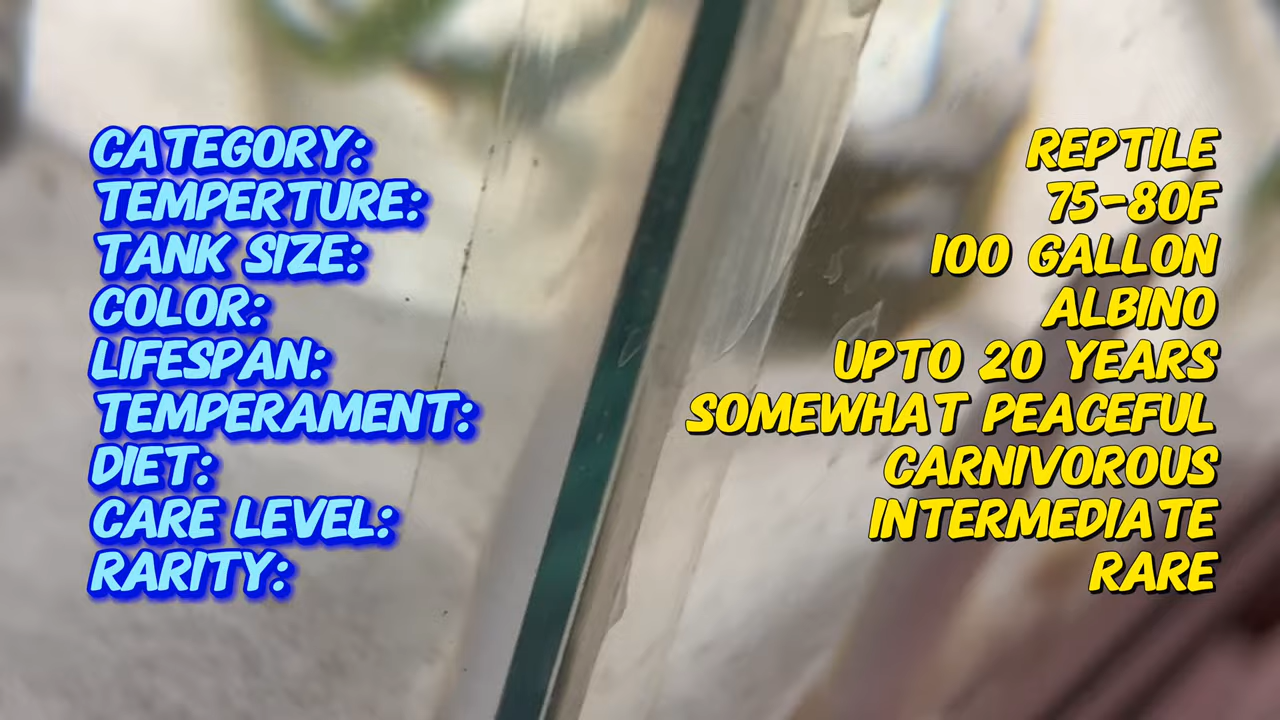 CATEGORY: REPTILE
TEMPERTURE: 75-80F
TANK SIZE: 100 GALLON
COLOR: ALBINO
LIFESPAN: UPTO 20 YEARS
TEMPERAMENT: SOMEWHAT PEACEFUL
DIET: CARNIVOROUS
CARE LEVEL: INTERMEDIATE
RARITY: RARE